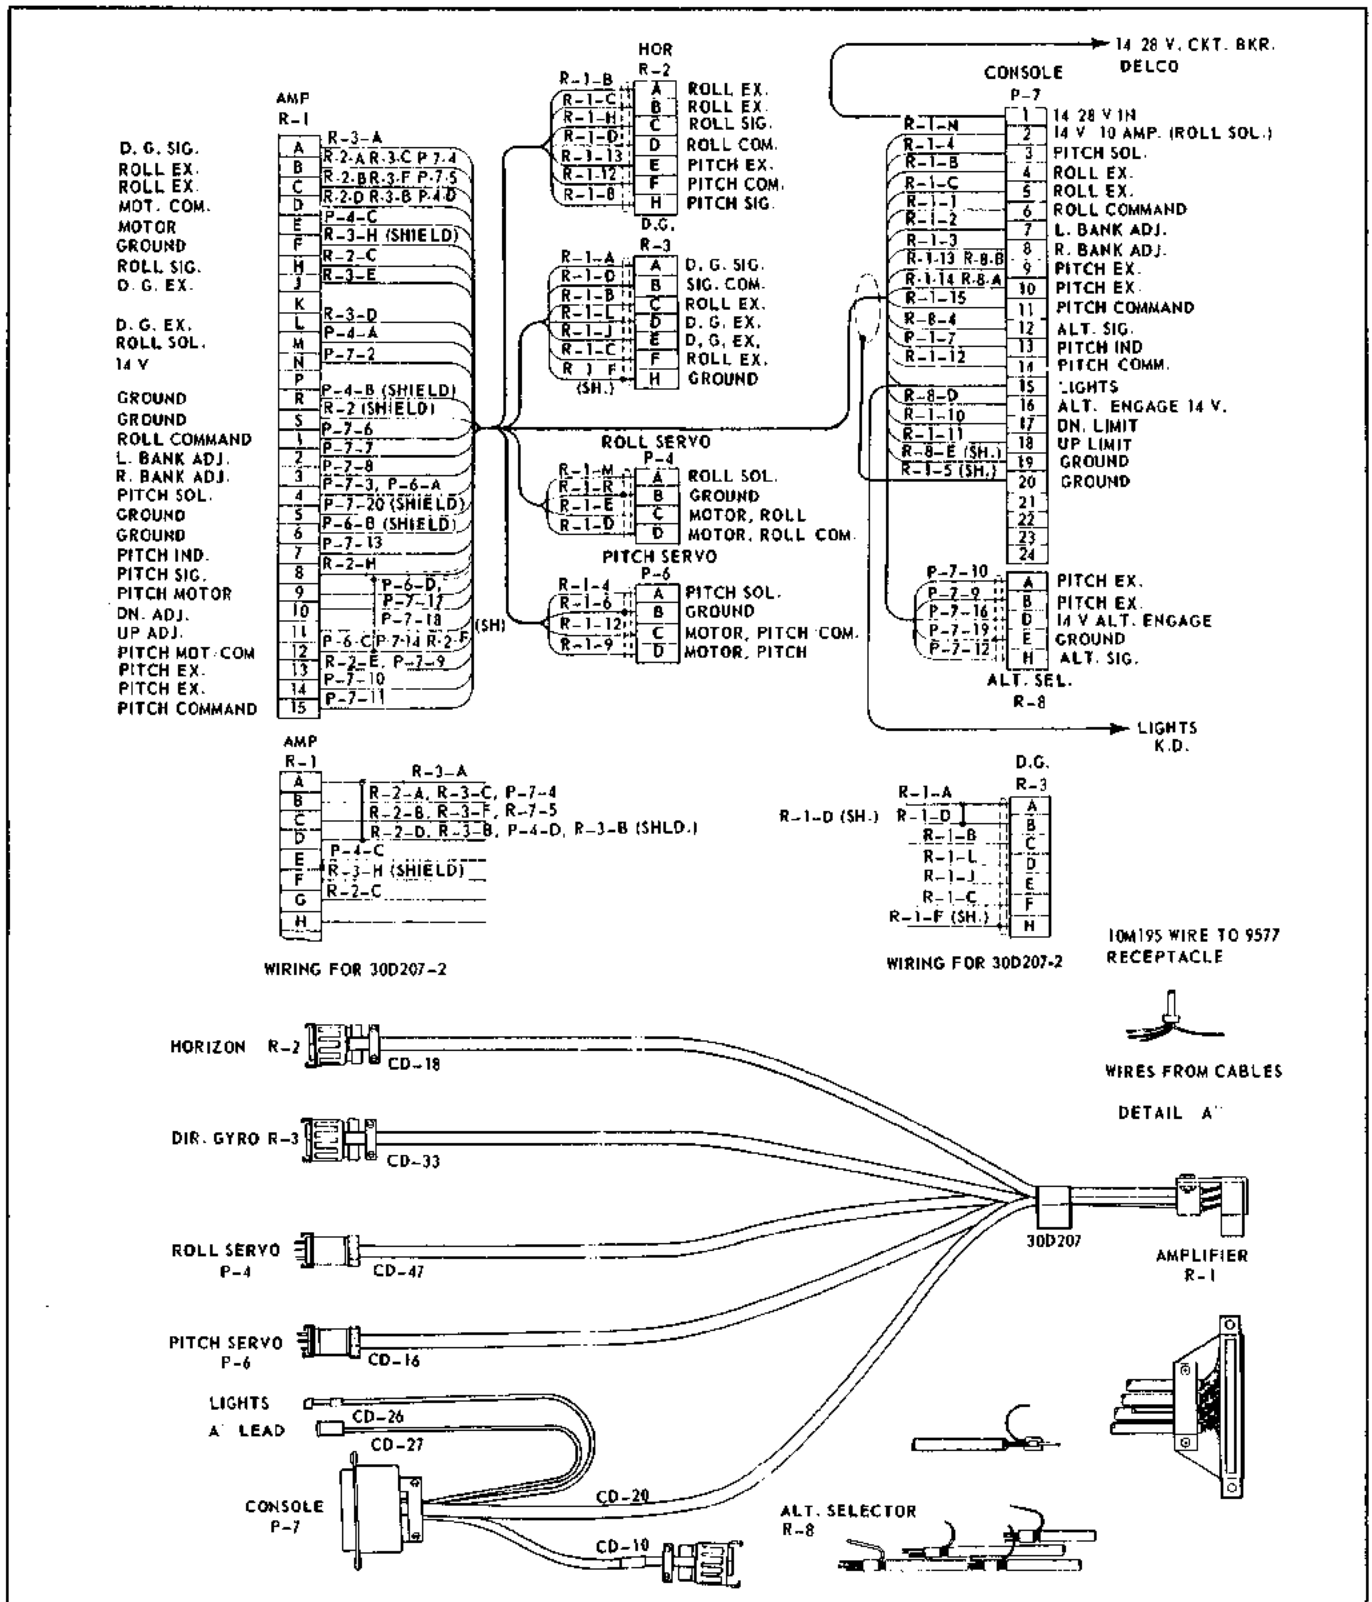 14 28 V. CKT. BKR.
DELCO
AMP
R-1
D. G. SIG. A R-3-A
ROLL EX. B R-2-A R-3-C P 7-4
ROLL EX. C R-2-B R-3-F P-7-5
MOT. COM. D R-2-D R-3-B P-4-D
MOTOR E P-4-C
GROUND F R-3-H (SHIELD)
ROLL SIG. H R-2-C
D. G. EX. J R-3-E
K
D. G. EX. L R-3-D
ROLL SOL. M P-4-A
14 V N P-7-2
P
GROUND R P-4-B (SHIELD)
GROUND S R-2 (SHIELD)
ROLL COMMAND 1 P-7-6
L. BANK ADJ. 2 P-7-7
R. BANK ADJ. 3 P-7-8
PITCH SOL. 4 P-7-3, P-6-A
GROUND 5 P-7-20 (SHIELD)
GROUND 6 P-6-B (SHIELD)
PITCH IND. 7 P-7-13
PITCH SIG. 8 R-2-H
PITCH MOTOR 9 P-6-D,
DN. ADJ. 10 P-7-17
UP ADJ. 11 P-7-18
PITCH MOT COM 12 P-6-C P-7-14 R-2-F (SH)
PITCH EX. 13 R-2-E, P-7-9
PITCH EX. 14 P-7-10
PITCH COMMAND 15 P-7-11
HOR
R-2
R-1-B A ROLL EX.
R-1-C B ROLL EX.
R-1-H C ROLL SIG.
R-1-D D ROLL COM.
R-1-13 E PITCH EX.
R-1-12 F PITCH COM.
R-1-8 H PITCH SIG.
D.G.
R-3
R-1-A A D. G. SIG.
R-1-D B SIG. COM.
R-1-B C ROLL EX.
R-1-L D D. G. EX.
R-1-J E D. G. EX.
R-1-C F ROLL EX.
R 1 F (SH.) H GROUND
ROLL SERVO
P-4
R-1-M A ROLL SOL.
R-1-R B GROUND
R-1-E C MOTOR, ROLL
R-1-D D MOTOR, ROLL COM.
PITCH SERVO
P-6
R-1-4 A PITCH SOL.
R-1-6 B GROUND
R-1-12 C MOTOR, PITCH COM.
R-1-9 D MOTOR, PITCH
CONSOLE
P-7
1 14 28 V IN
R-1-N 2 14 V 10 AMP. (ROLL SOL.)
R-1-4 3 PITCH SOL.
R-1-B 4 ROLL EX.
R-1-C 5 ROLL EX.
R-1-1 6 ROLL COMMAND
R-1-2 7 L. BANK ADJ.
R-1-3 8 R. BANK ADJ.
R-1-13 R-8-B 9 PITCH EX.
R-1-14 R-8-A 10 PITCH EX.
R-1-15 11 PITCH COMMAND
R-8-4 12 ALT. SIG.
P-1-7 13 PITCH IND
R-1-12 14 PITCH COMM.
15 LIGHTS
R-8-D 16 ALT. ENGAGE 14 V.
R-1-10 17 DN. LIMIT
R-1-11 18 UP LIMIT
R-8-E (SH.) 19 GROUND
R-1-5 (SH.) 20 GROUND
21
22
23
24
P-7-10 A PITCH EX.
P-7-9 B PITCH EX.
P-7-16 D 14 V ALT. ENGAGE
P-7-19 E GROUND
P-7-12 H ALT. SIG.
ALT. SEL.
R-8
LIGHTS
K.D.
AMP
R-1
A R-3-A
B R-2-A, R-3-C, P-7-4
C R-2-B, R-3-F, R-7-5
D R-2-D, R-3-B, P-4-D, R-3-B (SHLD.)
E P-4-C
F R-3-H (SHIELD)
G R-2-C
H
WIRING FOR 30D207-2
D.G.
R-3
R-1-A A
R-1-D (SH.) R-1-D B
R-1-B C
R-1-L D
R-1-J E
R-1-C F
R-1-F (SH.) H
WIRING FOR 30D207-2
10M195 WIRE TO 9577
RECEPTACLE
WIRES FROM CABLES
DETAIL A"
HORIZON R-2
CD-18
DIR. GYRO R-3
CD-33
ROLL SERVO
P-4
CD-47
PITCH SERVO
P-6
CD-16
30D207
AMPLIFIER
R-1
LIGHTS
CD-26
A" LEAD
CD-27
CONSOLE
P-7
CD-20
CD-10
ALT. SELECTOR
R-8